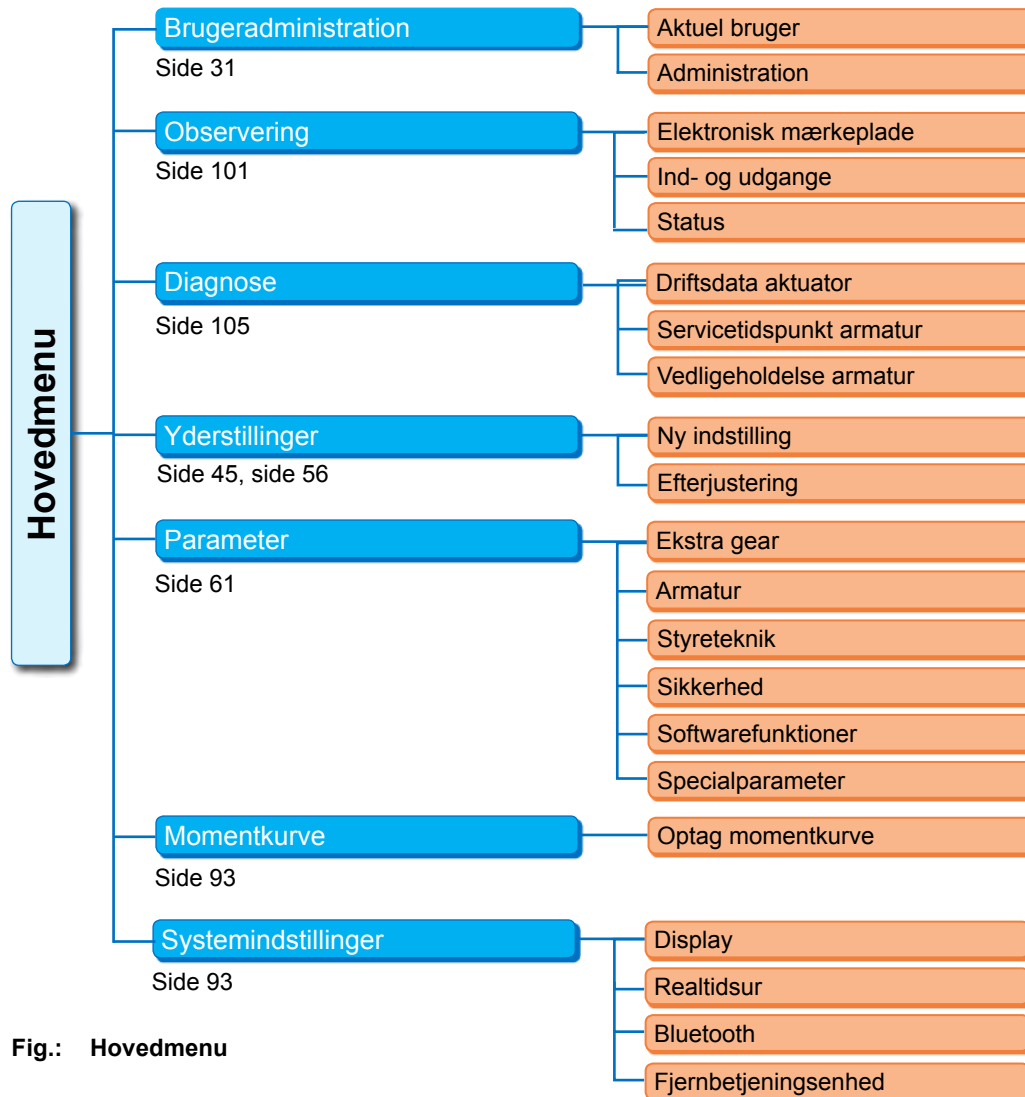 Hovedmenu
Brugeradministration
Side 31
Aktuel bruger
Administration
Observering
Side 101
Elektronisk mærkeplade
Ind- og udgange
Status
Diagnose
Side 105
Driftsdata aktuator
Servicetidspunkt armatur
Vedligeholdelse armatur
Yderstillinger
Side 45, side 56
Ny indstilling
Efterjustering
Parameter
Side 61
Ekstra gear
Armatur
Styreteknik
Sikkerhed
Softwarefunktioner
Specialparameter
Momentkurve
Side 93
Optag momentkurve
Systemindstillinger
Side 93
Display
Realtidsur
Bluetooth
Fjernbetjeningsenhed
Fig.: Hovedmenu